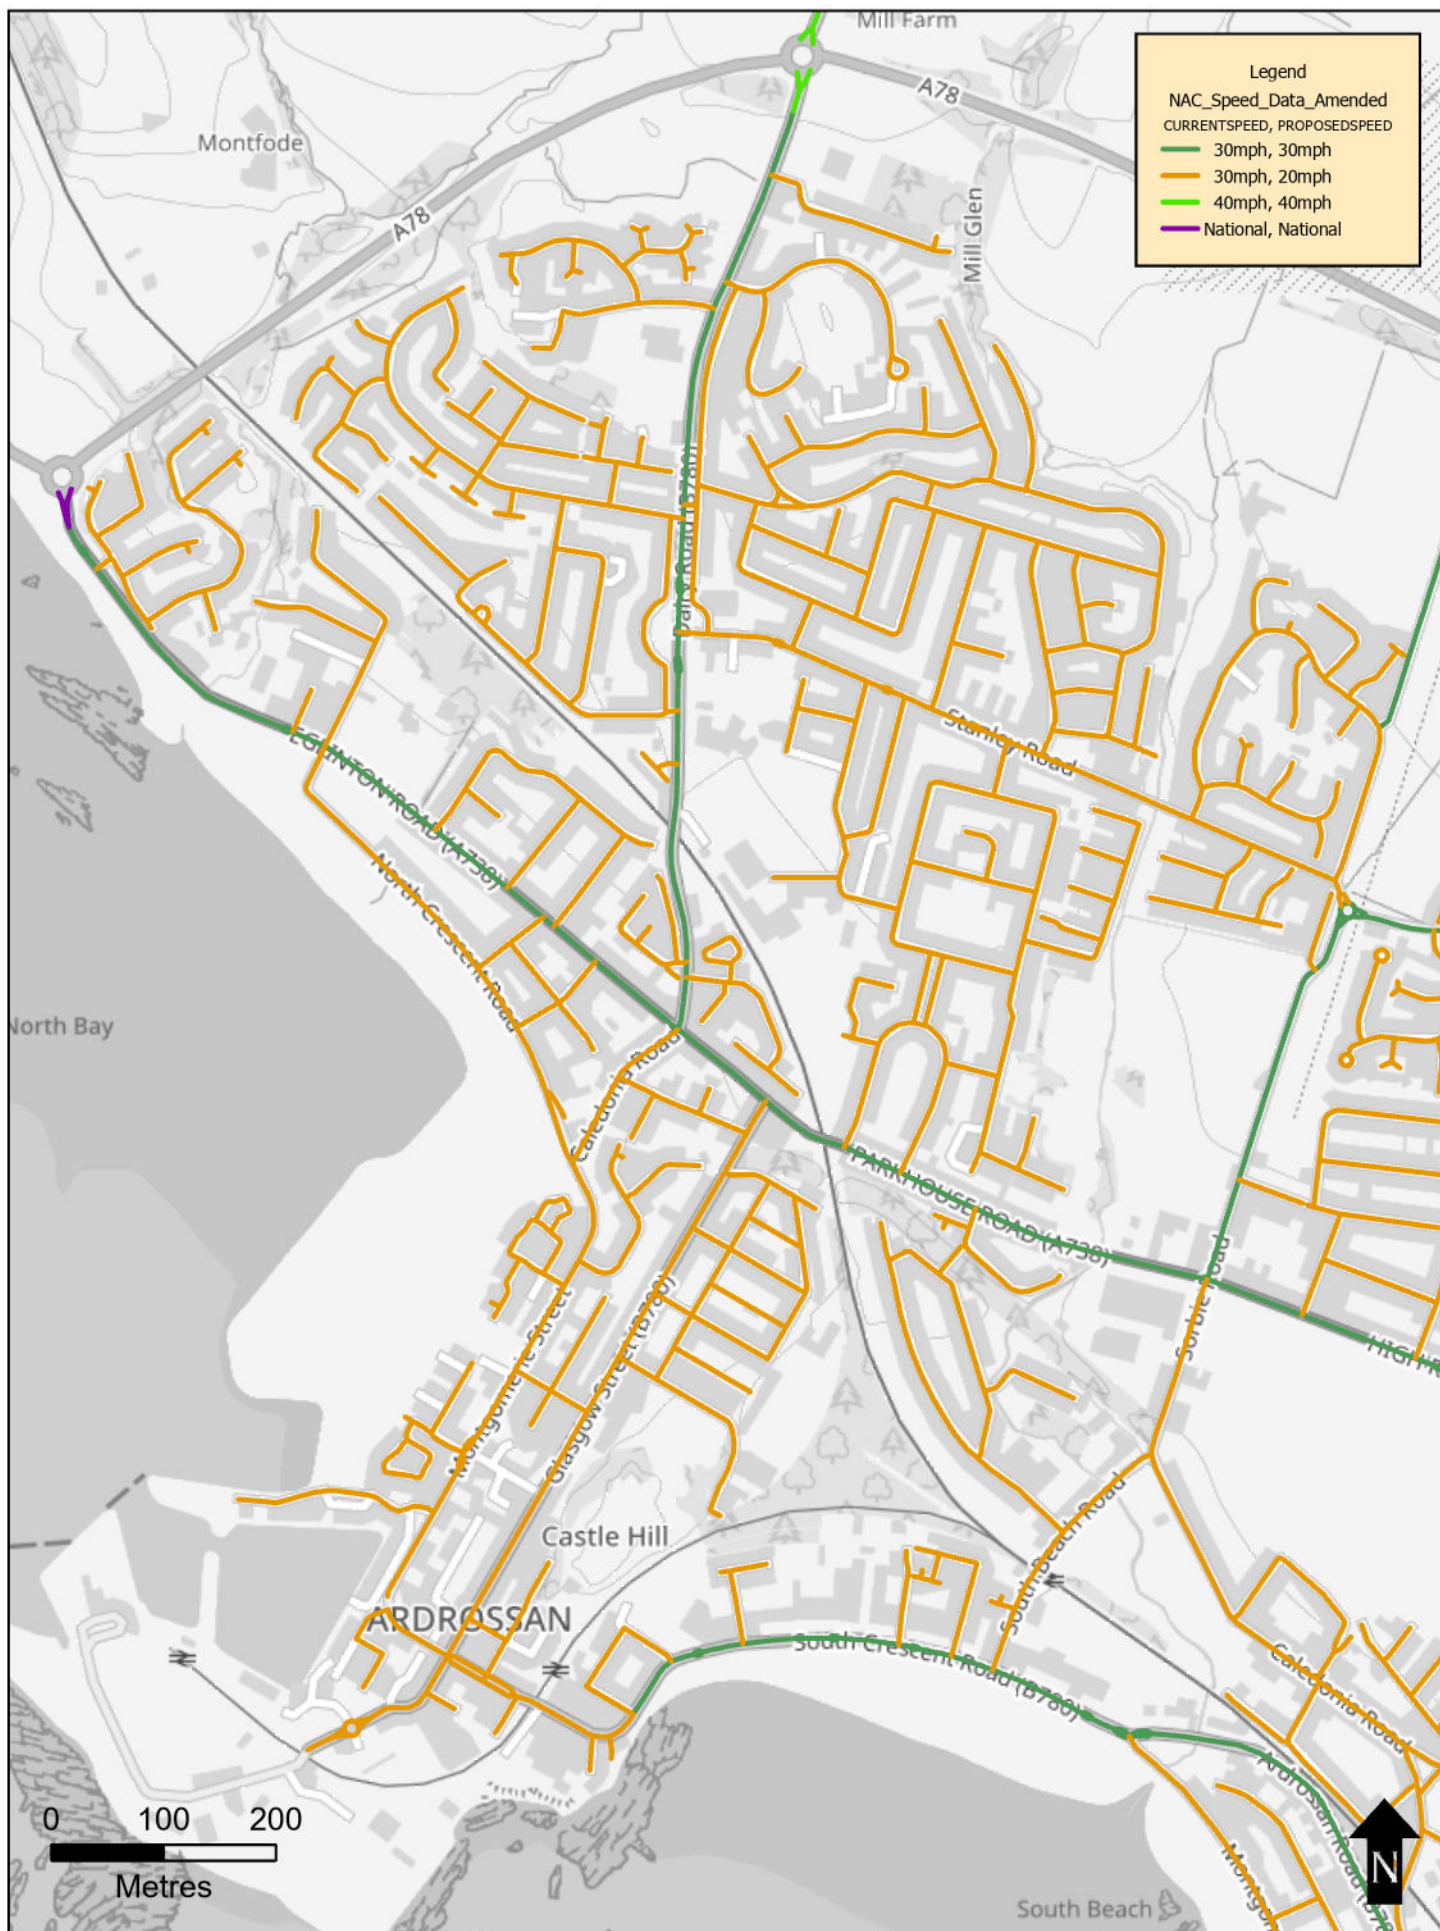 Mill Farm
Legend
NAC_Speed_Data_Amended
CURRENTSPEED, PROPOSEDSPEED
30mph, 30mph
30mph, 20mph
40mph, 40mph
National, National
A78
Montfode
A78
Mill Glen
Dalry Road (B780)
Stanley Road
EGLINTON ROAD (A738)
North Crescent Road
North Bay
Caledonia Road
PARKHOUSE ROAD (A738)
Sorbie Road
HIGH R
Montgomerie Street
Glasgow Street (B780)
South Beach Road
Castle Hill
ARDROSSAN
South Crescent Road (B780)
Caledonia Road
Ardrossan Road (B78
Montgom
0 100 200
Metres
N
South Beach